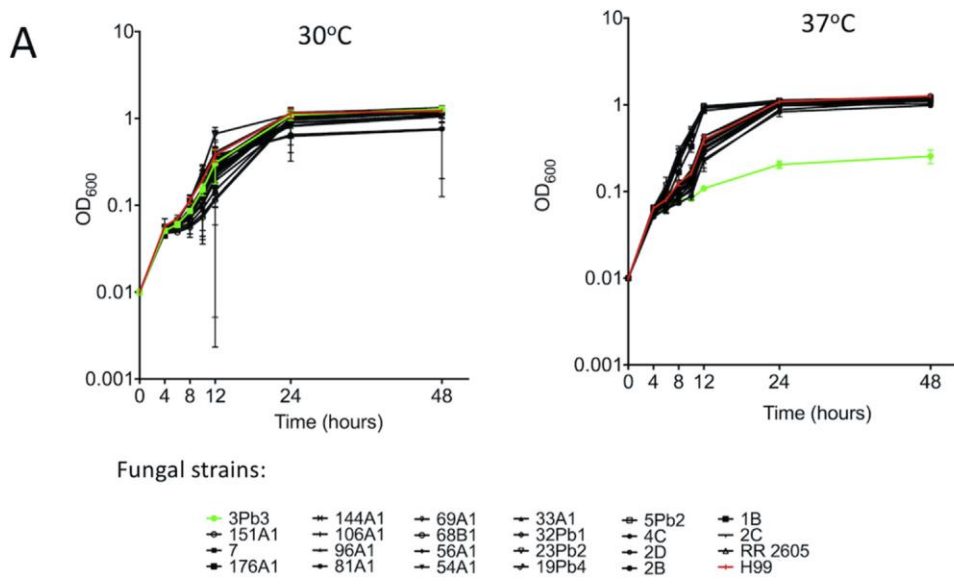 A
30°C
37°C
10
1
0.1
0.01
0.001
OD600
0 4 8 12 24 48
Time (hours)
10
1
0.1
0.01
0.001
OD600
0 4 8 12 24 48
Time (hours)
Fungal strains:
3Pb3 144A1 69A1 33A1 5Pb2 1B
151A1 106A1 68B1 32Pb1 4C 2C
7 96A1 56A1 23Pb2 2D RR 2605
176A1 81A1 54A1 19Pb4 2B H99